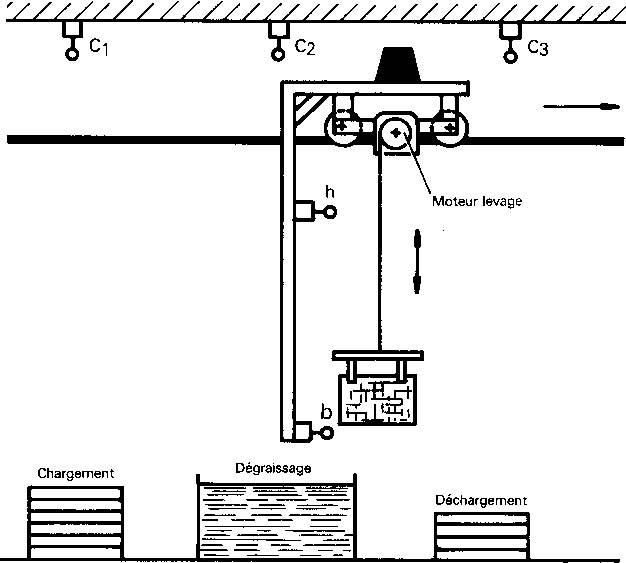 C1
C2
C3
h
Moteur levage
b
Chargement
Dégraissage
Déchargement